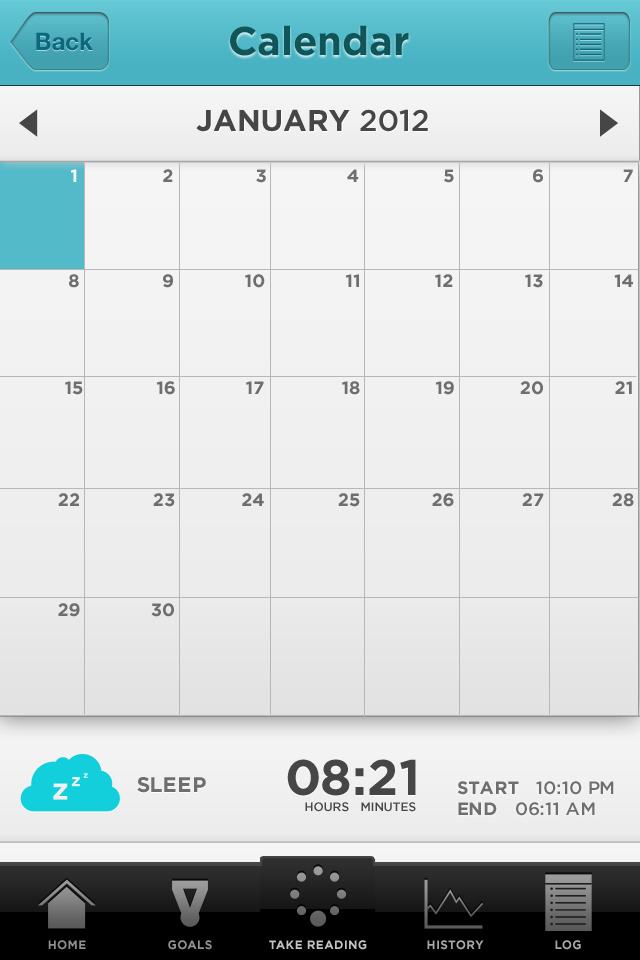 Back
Calendar
JANUARY 2012
1 2 3 4 5 6 7
8 9 10 11 12 13 14
15 16 17 18 19 20 21
22 23 24 25 26 27 28
29 30
z z z SLEEP
08:21
HOURS MINUTES
START 10:10 PM
END 06:11 AM
HOME GOALS TAKE READING HISTORY LOG